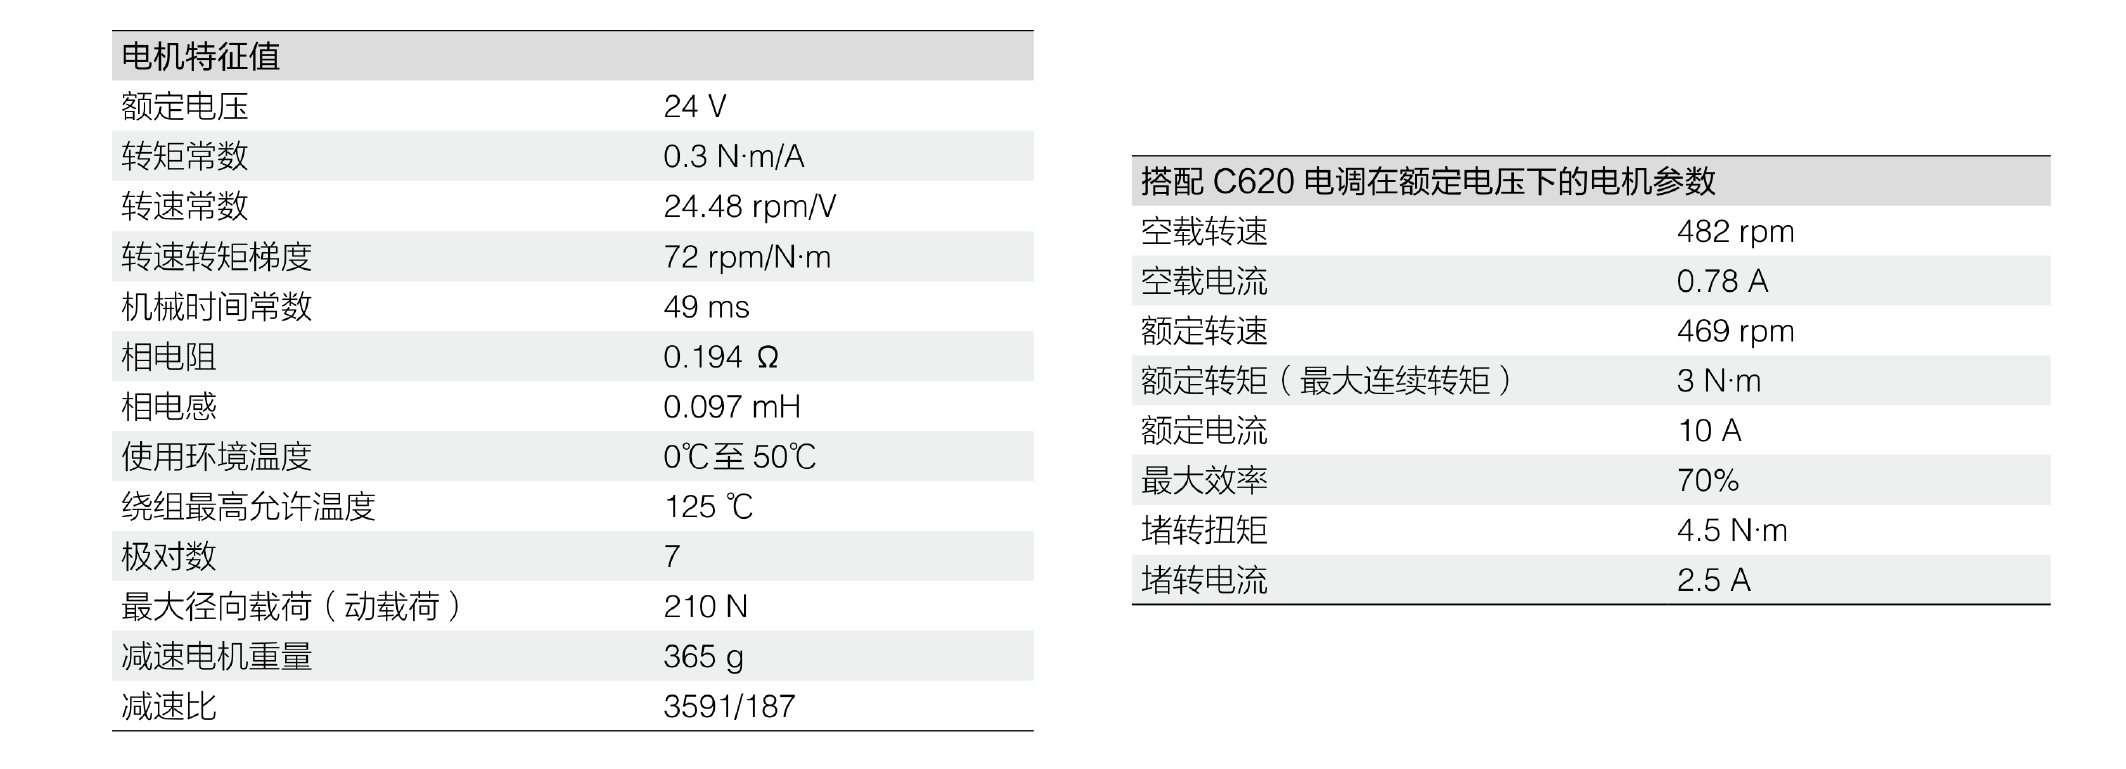 电机特征值
额定电压 24 V
转矩常数 0.3 N·m/A
转速常数 24.48 rpm/V
转速转矩梯度 72 rpm/N·m
机械时间常数 49 ms
相电阻 0.194 Ω
相电感 0.097 mH
使用环境温度 0℃至 50℃
绕组最高允许温度 125 ℃
极对数 7
最大径向载荷（动载荷） 210 N
减速电机重量 365 g
减速比 3591/187
搭配 C620 电调在额定电压下的电机参数
空载转速 482 rpm
空载电流 0.78 A
额定转速 469 rpm
额定转矩（最大连续转矩） 3 N·m
额定电流 10 A
最大效率 70%
堵转扭矩 4.5 N·m
堵转电流 2.5 A